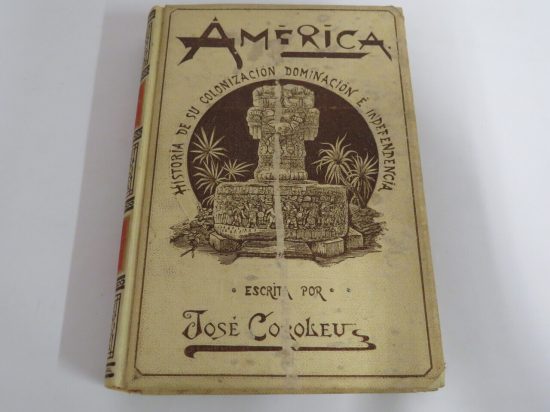 AMÉRICA
HISTORIA DE SU COLONIZACIÓN DOMINACIÓN É INDEPENDENCIA
ESCRITA POR
JOSÉ COROLEU